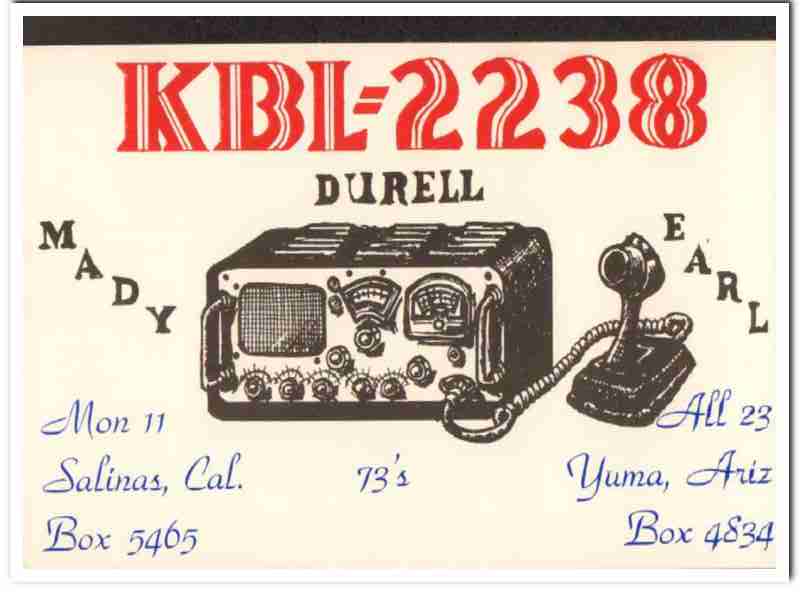 KBL-2238
DURELL
MADY
EARL
Mon 11
Salinas, Cal.
Box 5465
73's
All 23
Yuma, Ariz
Box 4834